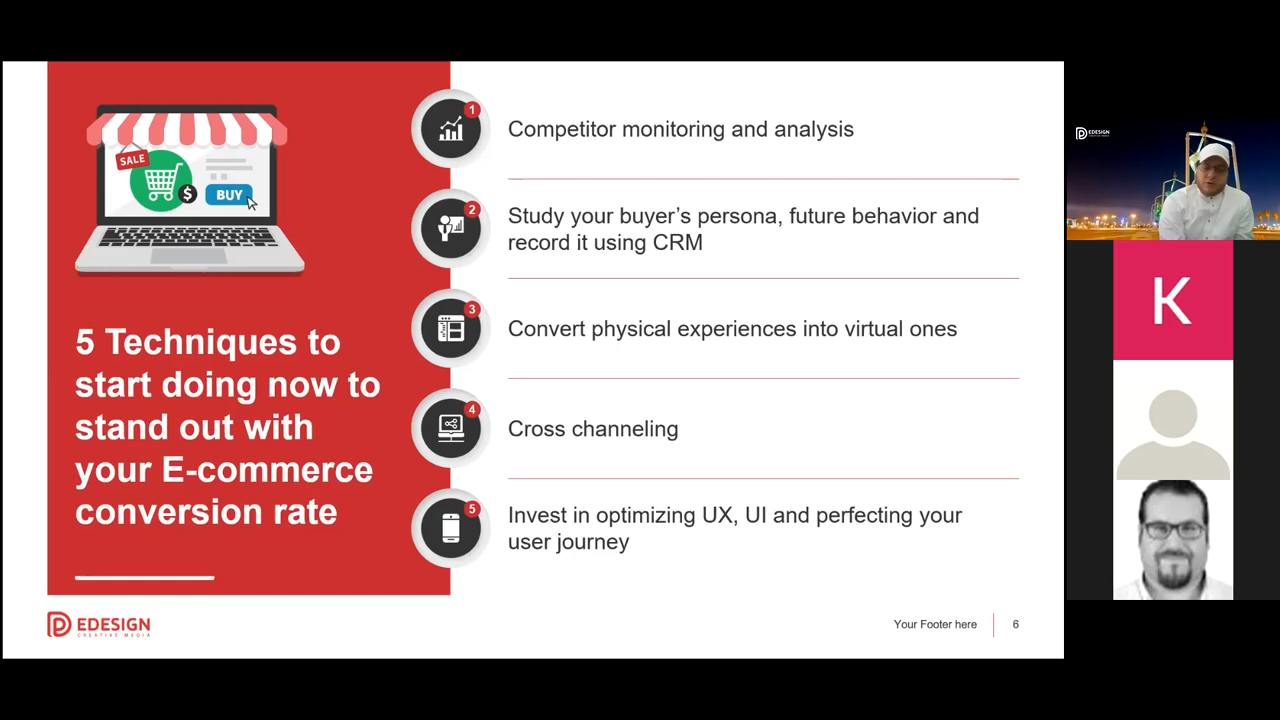 SALE
$
BUY
5 Techniques to
start doing now to
stand out with
your E-commerce
conversion rate
1
Competitor monitoring and analysis
2
Study your buyer's persona, future behavior and
record it using CRM
3
Convert physical experiences into virtual ones
4
Cross channeling
5
Invest in optimizing UX, UI and perfecting your
user journey
EDESIGN
CREATIVE MEDIA
Your Footer here
6
EDESIGN
CREATIVE MEDIA
K